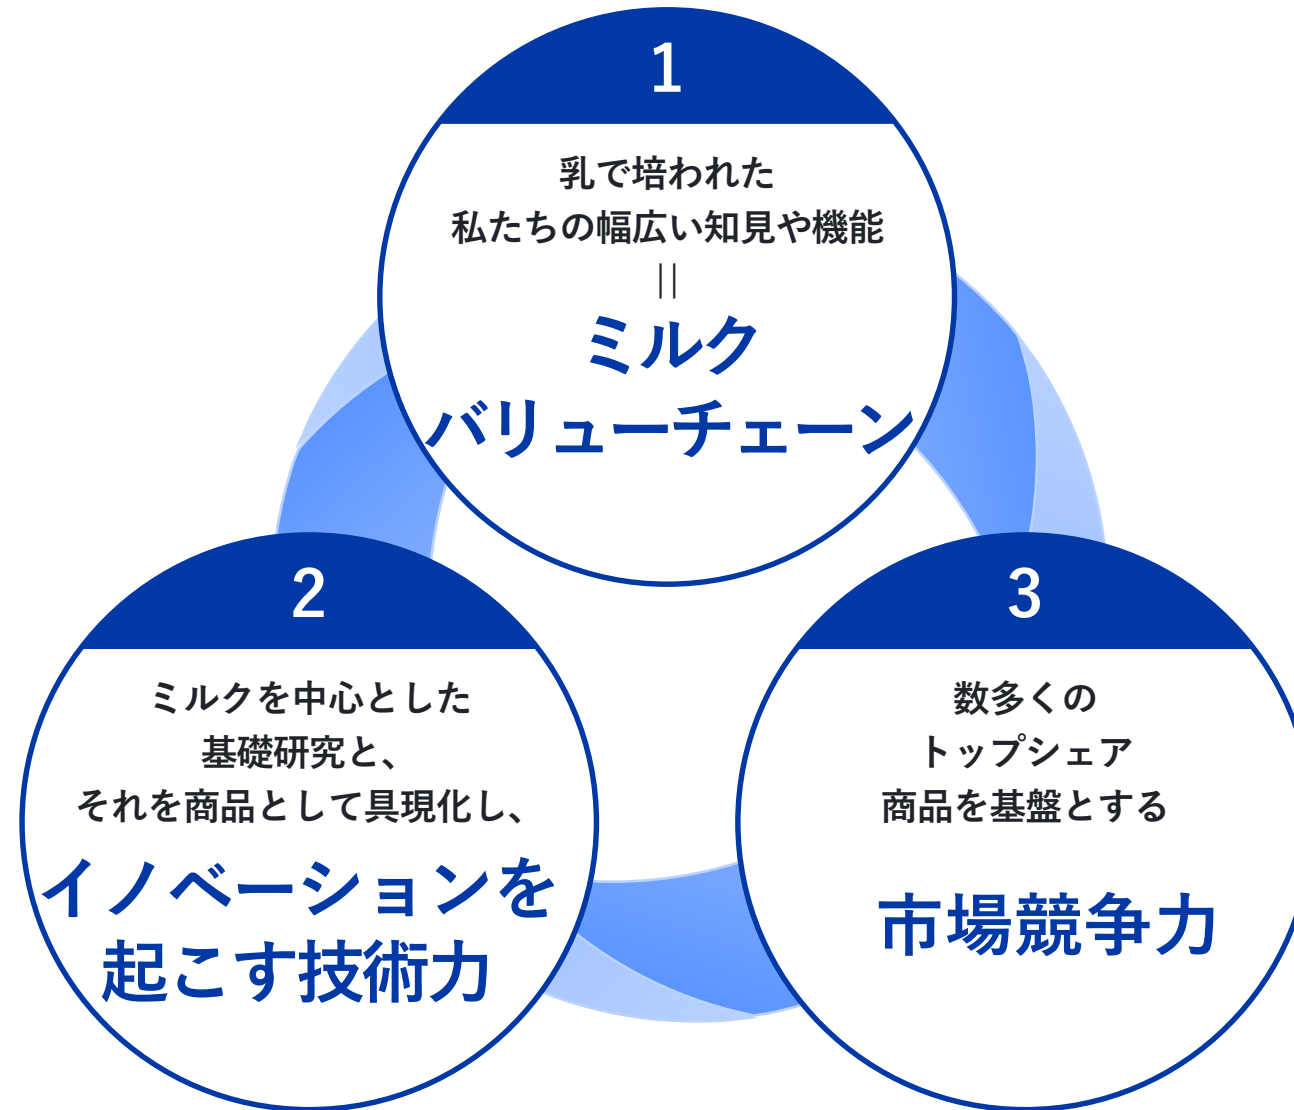 1
乳で培われた
私たちの幅広い知見や機能
||
ミルク
バリューチェーン
2
ミルクを中心とした
基礎研究と、
それを商品として具現化し、
イノベーションを
起こす技術力
3
数多くの
トップシェア
商品を基盤とする
市場競争力